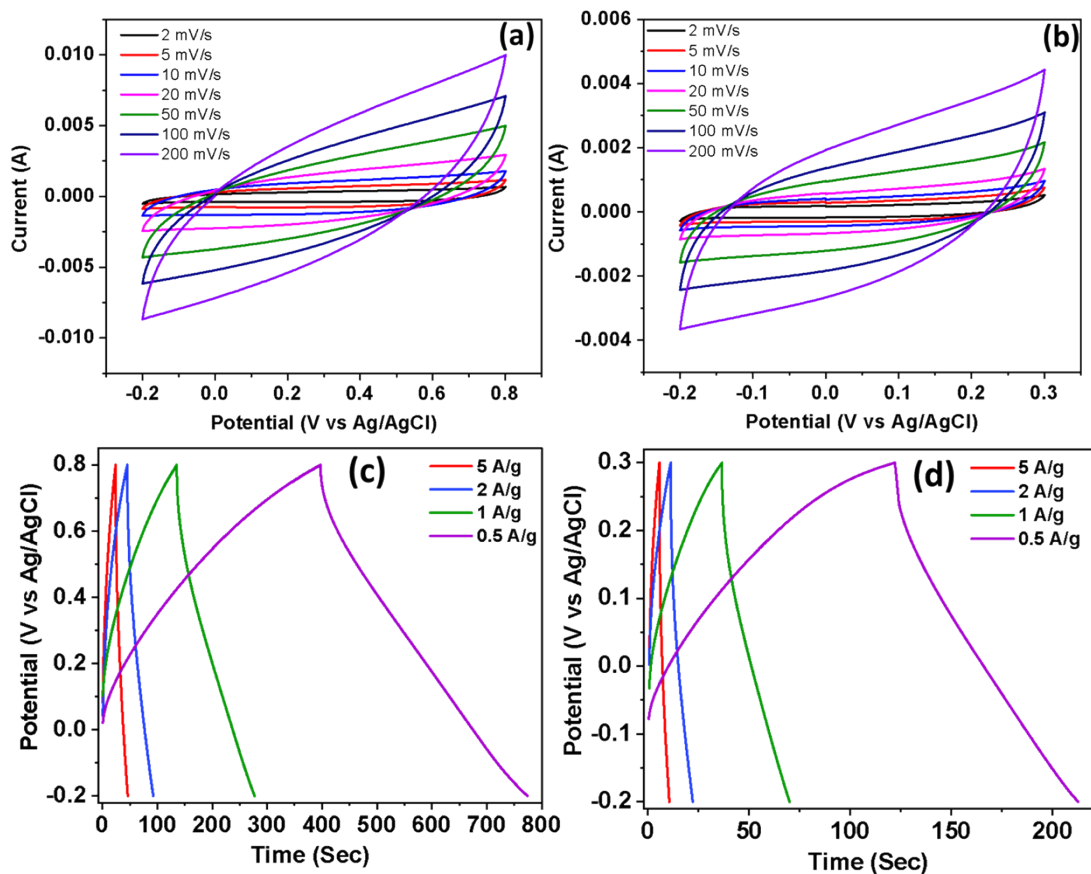 (a)
2 mV/s
5 mV/s
10 mV/s
20 mV/s
50 mV/s
100 mV/s
200 mV/s
0.010
0.005
0.000
-0.005
-0.010
Current (A)
-0.2 0.0 0.2 0.4 0.6 0.8
Potential (V vs Ag/AgCl)
(b)
2 mV/s
5 mV/s
10 mV/s
20 mV/s
50 mV/s
100 mV/s
200 mV/s
0.006
0.004
0.002
0.000
-0.002
-0.004
Current (A)
-0.2 -0.1 0.0 0.1 0.2 0.3
Potential (V vs Ag/AgCl)
(c)
5 A/g
2 A/g
1 A/g
0.5 A/g
0.8
0.6
0.4
0.2
0.0
-0.2
Potential (V vs Ag/AgCl)
0 100 200 300 400 500 600 700 800
Time (Sec)
(d)
5 A/g
2 A/g
1 A/g
0.5 A/g
0.3
0.2
0.1
0.0
-0.1
-0.2
Potential (V vs Ag/AgCl)
0 50 100 150 200
Time (Sec)